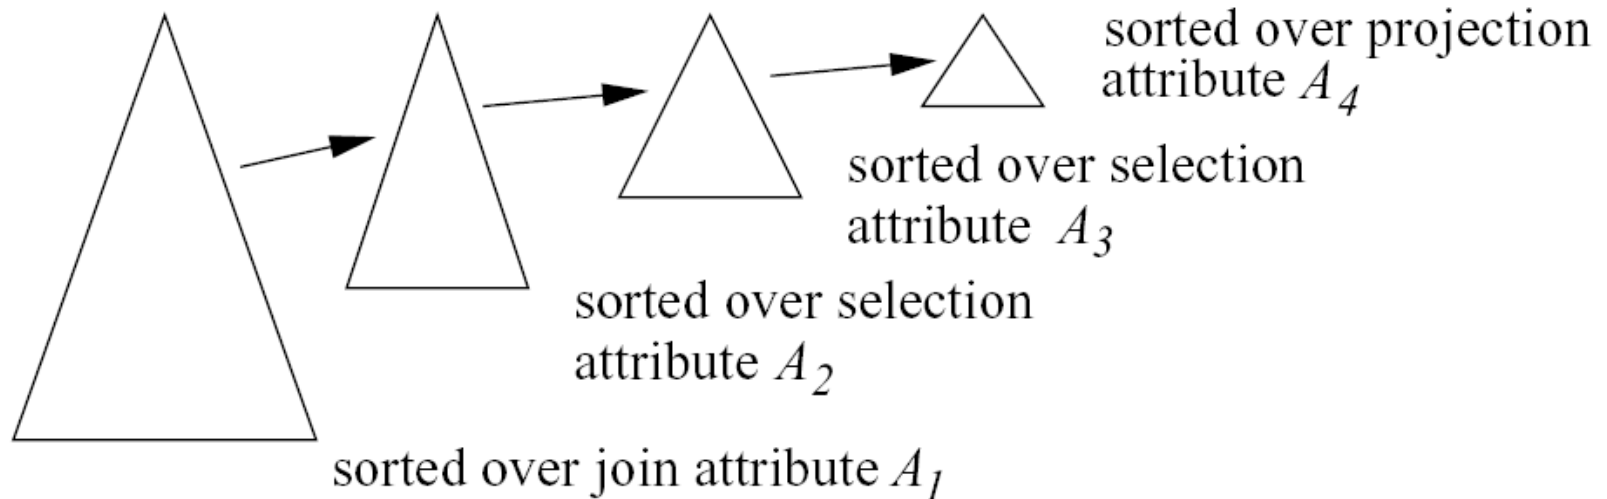 sorted over projection
attribute A₄
sorted over selection
attribute A₃
sorted over selection
attribute A₂
sorted over join attribute A₁